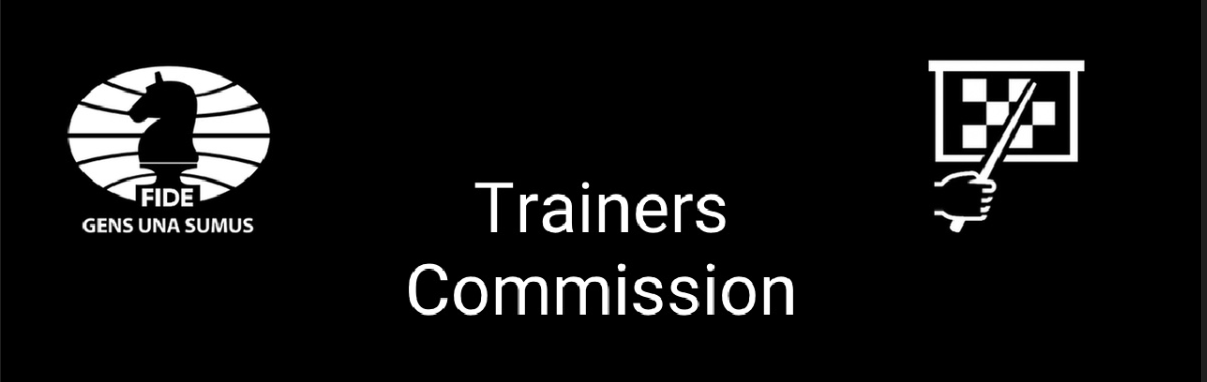 FIDE
GENS UNA SUMUS
Trainers
Commission